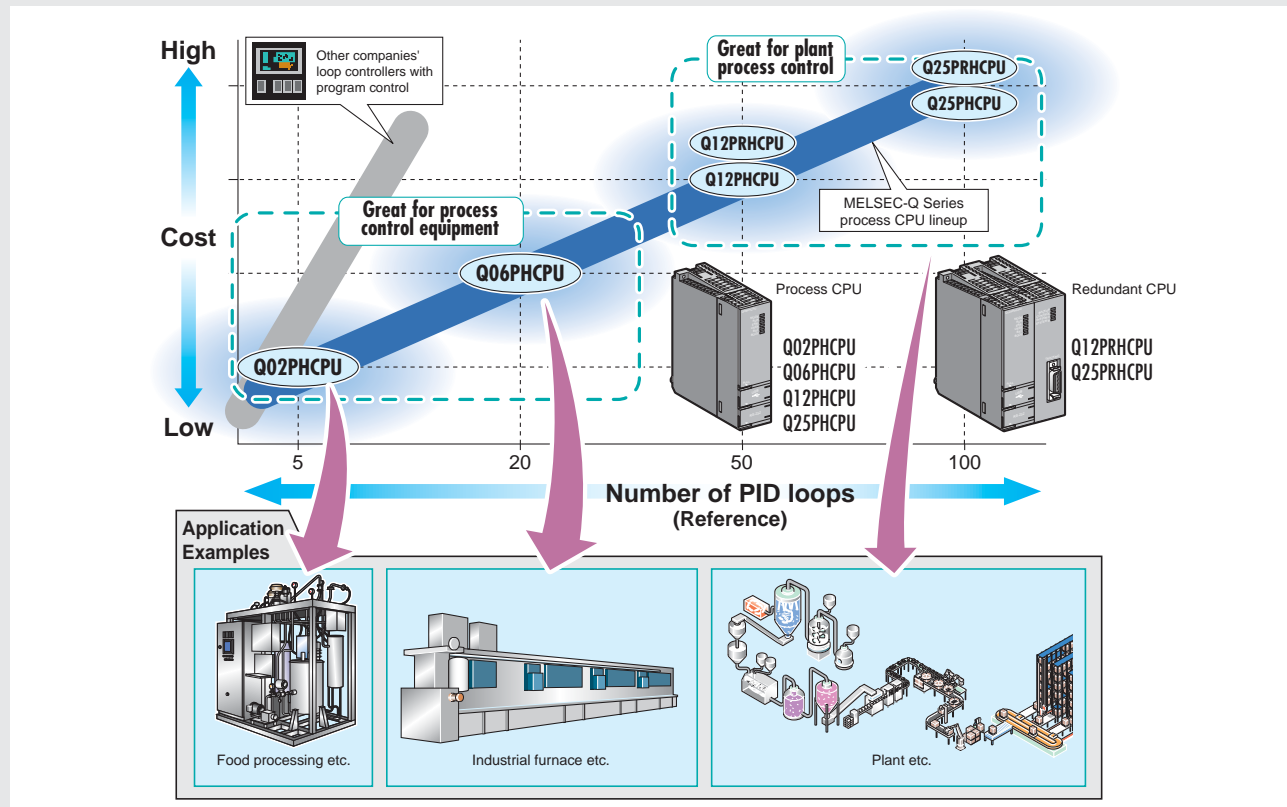 High
Cost
Low
Other companies'
loop controllers with
program control
Great for process
control equipment
Great for plant
process control
Q02PHCPU
Q06PHCPU
Q12PRHCPU
Q12PHCPU
Q25PRHCPU
Q25PHCPU
MELSEC-Q Series
process CPU lineup
Process CPU
Q02PHCPU
Q06PHCPU
Q12PHCPU
Q25PHCPU
Redundant CPU
Q12PRHCPU
Q25PRHCPU
5
20
50
100
Number of PID loops
(Reference)
Application
Examples
Food processing etc.
Industrial furnace etc.
Plant etc.